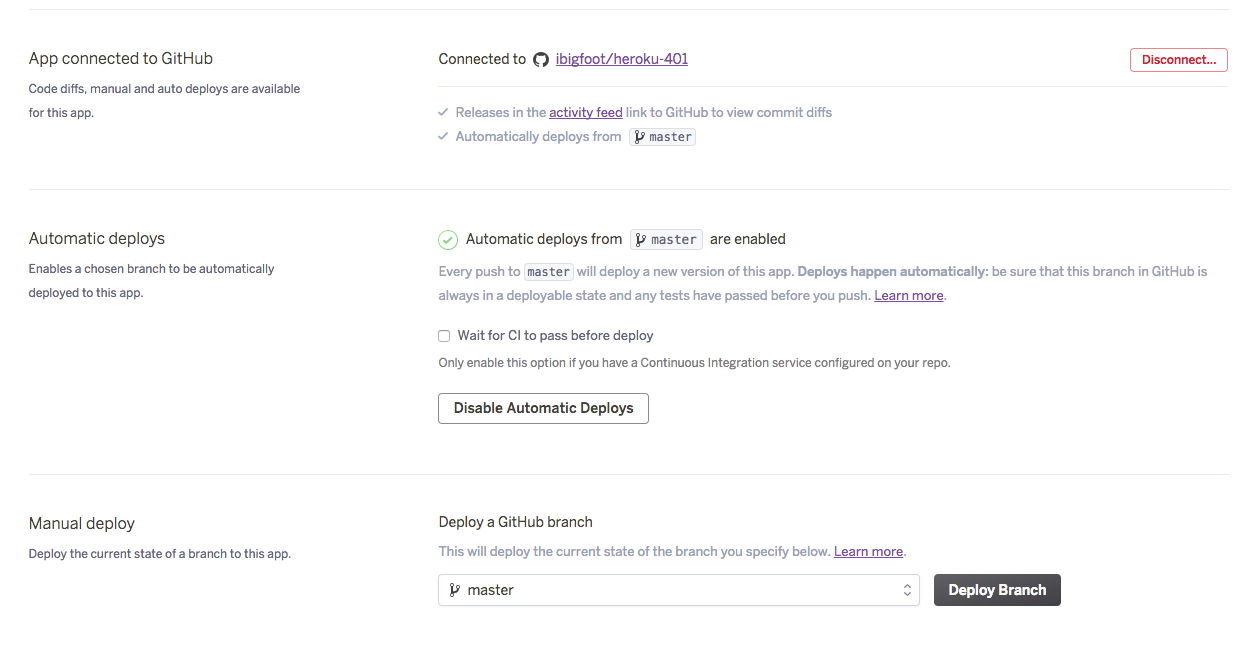 App connected to GitHub
Code diffs, manual and auto deploys are available
for this app.
Connected to ibigfoot/heroku-401
Disconnect...
Releases in the activity feed link to GitHub to view commit diffs
Automatically deploys from master
Automatic deploys
Enables a chosen branch to be automatically
deployed to this app.
Automatic deploys from master are enabled
Every push to master will deploy a new version of this app. Deploys happen automatically: be sure that this branch in GitHub is
always in a deployable state and any tests have passed before you push. Learn more.
Wait for CI to pass before deploy
Only enable this option if you have a Continuous Integration service configured on your repo.
Disable Automatic Deploys
Manual deploy
Deploy the current state of a branch to this app.
Deploy a GitHub branch
This will deploy the current state of the branch you specify below. Learn more.
master
Deploy Branch